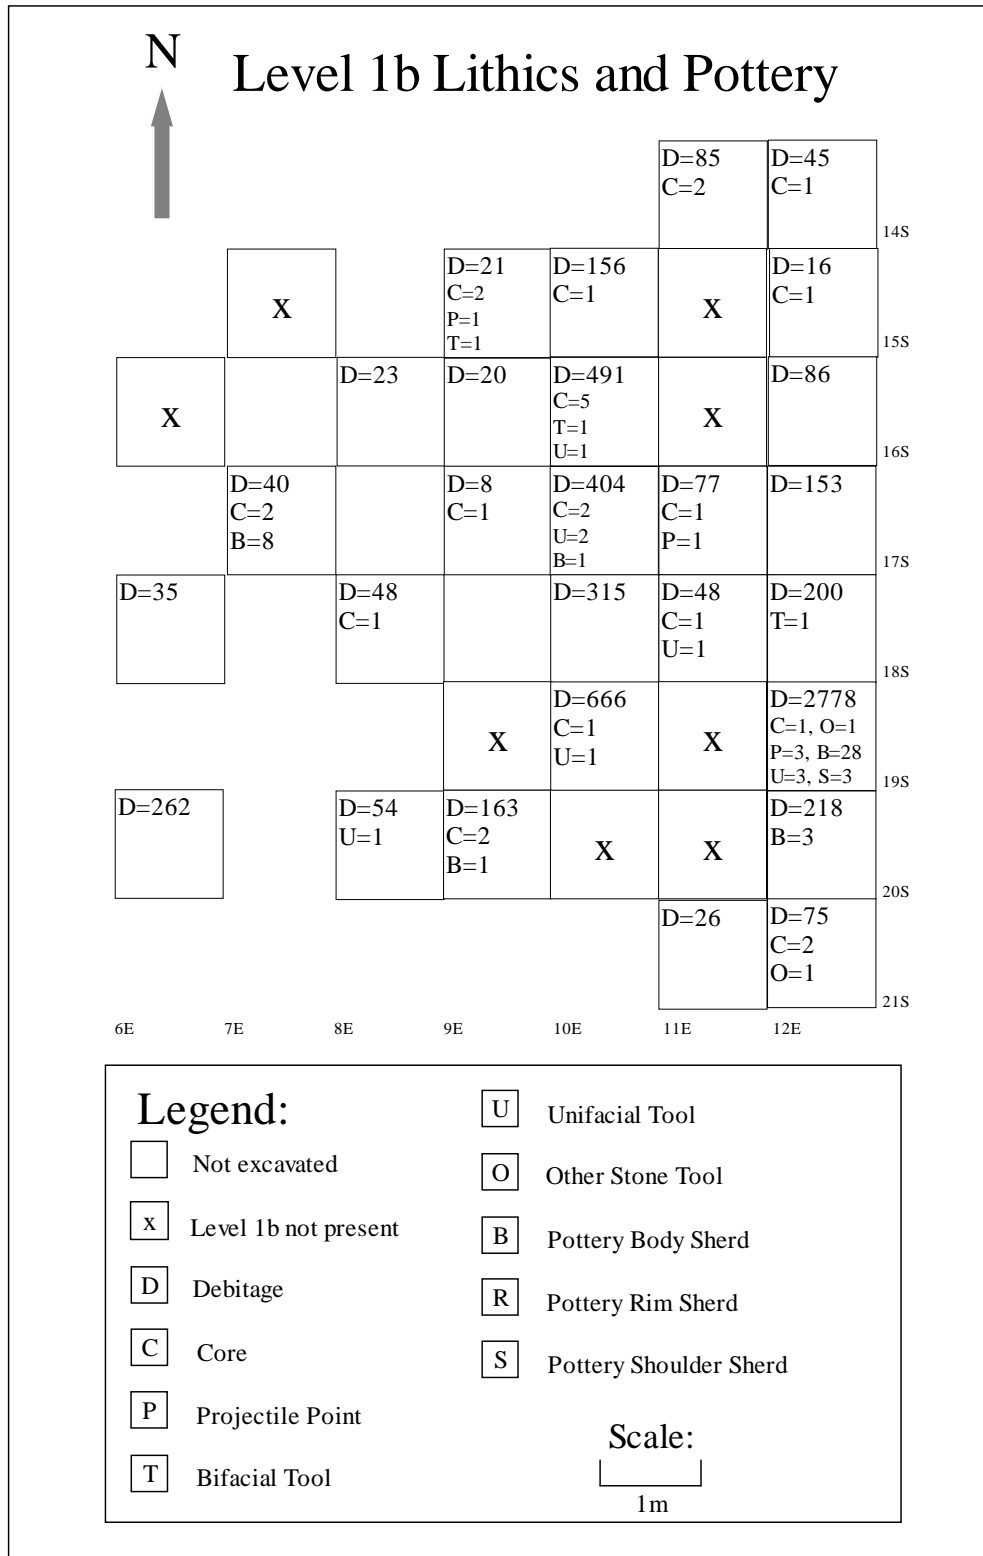 N
Level 1b Lithics and Pottery
D=85
C=2
D=45
C=1
14S
x
D=21
C=2
P=1
T=1
D=156
C=1
x
D=16
C=1
15S
x
D=23
D=20
D=491
C=5
T=1
U=1
x
D=86
16S
D=40
C=2
B=8
D=8
C=1
D=404
C=2
U=2
B=1
D=77
C=1
P=1
D=153
17S
D=35
D=48
C=1
D=315
D=48
C=1
U=1
D=200
T=1
18S
x
D=666
C=1
U=1
x
D=2778
C=1, O=1
P=3, B=28
U=3, S=3
19S
D=262
D=54
U=1
D=163
C=2
B=1
x
x
D=218
B=3
20S
D=26
D=75
C=2
O=1
21S
6E 7E 8E 9E 10E 11E 12E
Legend:
Not excavated
x Level 1b not present
D Debitage
C Core
P Projectile Point
T Bifacial Tool
U Unifacial Tool
O Other Stone Tool
B Pottery Body Sherd
R Pottery Rim Sherd
S Pottery Shoulder Sherd
Scale:
1m